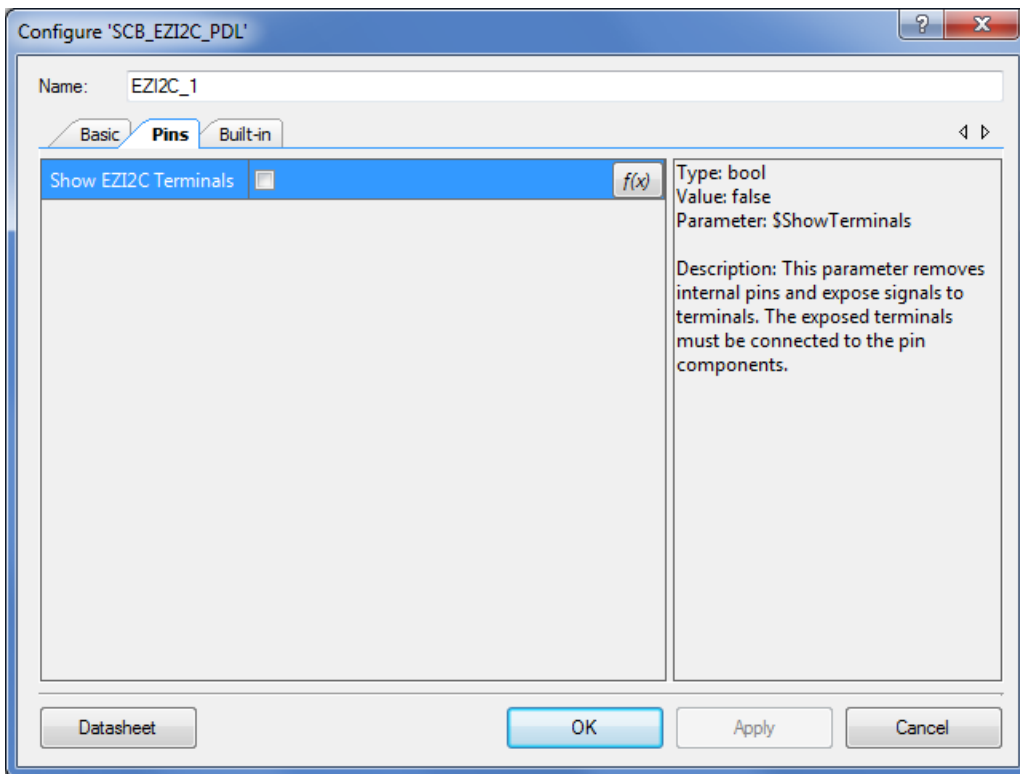 Configure 'SCB_EZI2C_PDL'
?
X
Name: EZI2C_1
Basic Pins Built-in
Show EZI2C Terminals f(x)
Type: bool
Value: false
Parameter: $ShowTerminals
Description: This parameter removes
internal pins and expose signals to
terminals. The exposed terminals
must be connected to the pin
components.
Datasheet OK Apply Cancel